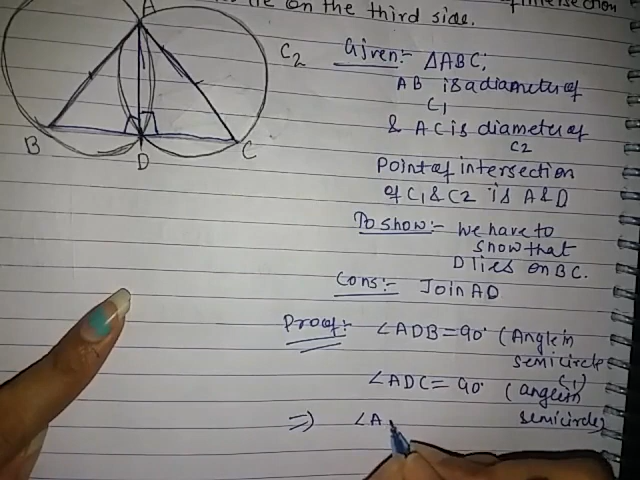 lie on the third side.
A
C2
B
D
C
Given:- △ABC,
AB is a diameter of
C1
& AC is diameter of
C2
Point of intersection
of C1 & C2 is A & D
To show:- we have to
show that
D lies on BC.
Cons:- Join AD
Proof:- ∠ADB=90° (Angle in
semicircle
C1)
∠ADC=90° (angle in
semicircle)
⇒ ∠A